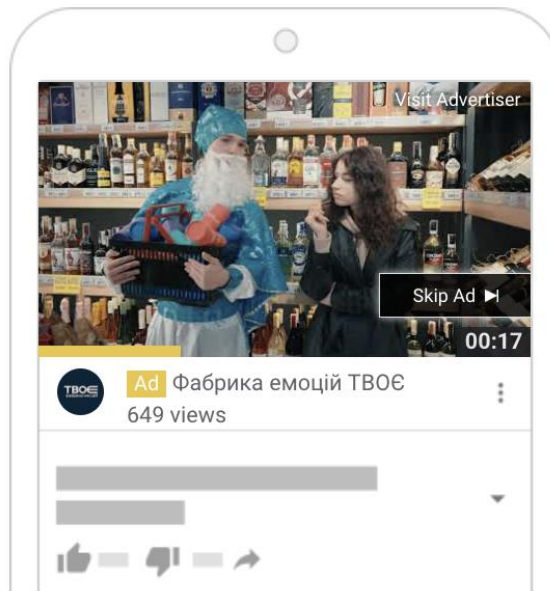 Visit Advertiser
Skip Ad
00:17
ТВОЄ
Ad Фабрика емоцій ТВОЄ
649 views